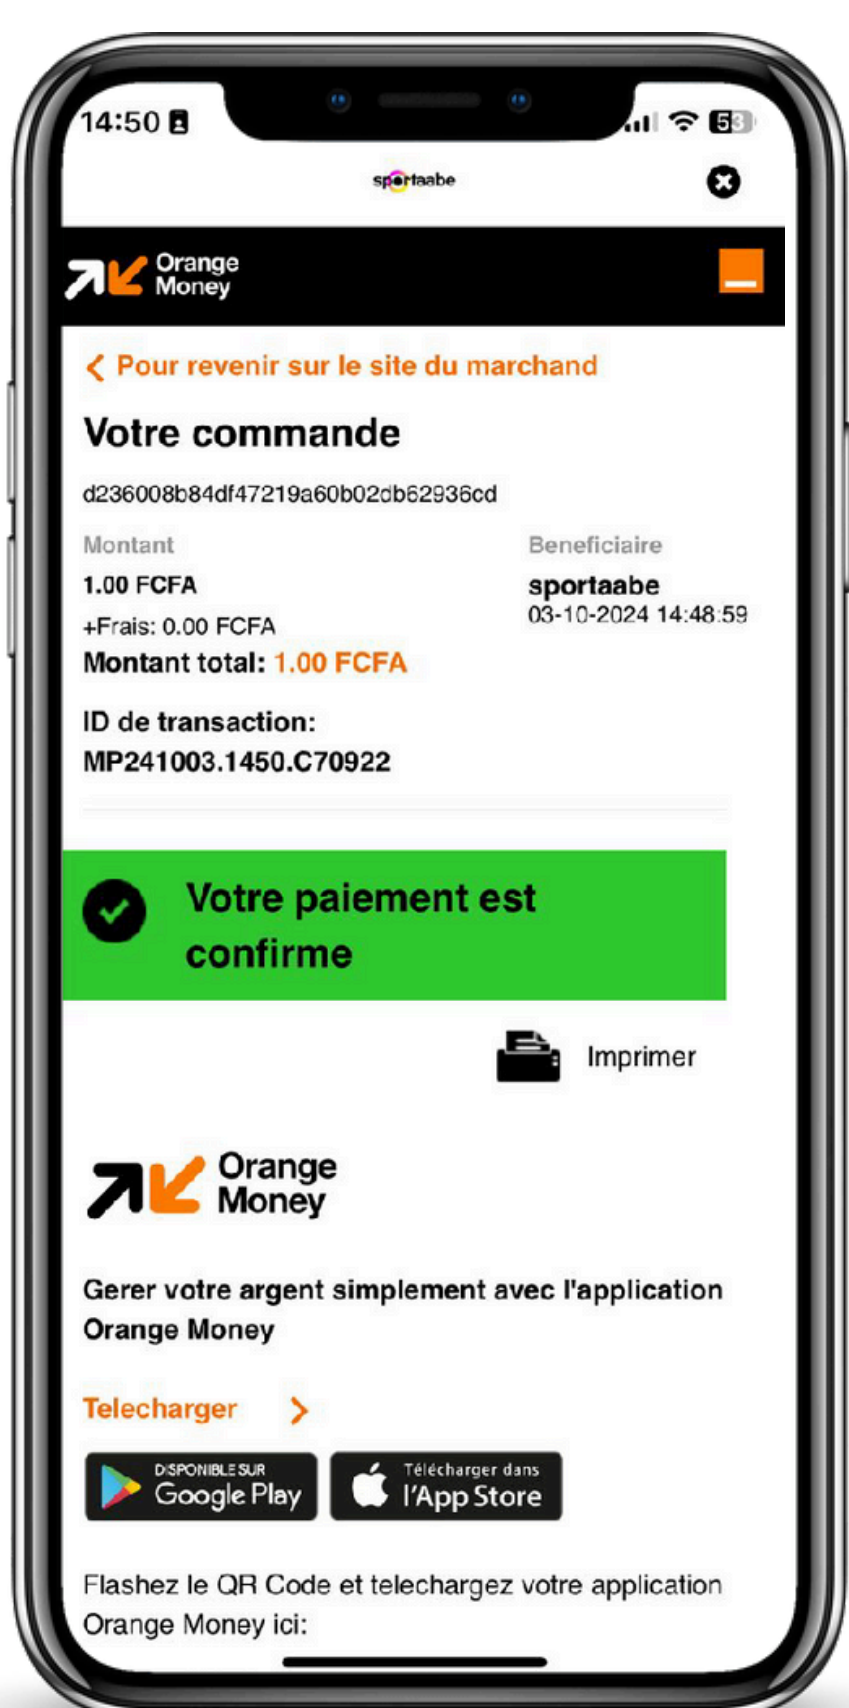 14:50
53
sportaabe
Orange
Money
Pour revenir sur le site du marchand
Votre commande
d236008b84df47219a60b02db62936cd
Montant
Beneficiaire
1.00 FCFA
sportaabe
+Frais: 0.00 FCFA
03-10-2024 14:48:59
Montant total: 1.00 FCFA
ID de transaction:
MP241003.1450.C70922
Votre paiement est
confirme
Imprimer
Orange
Money
Gerer votre argent simplement avec l'application
Orange Money
Telecharger
DISPONIBLE SUR
Google Play
Télécharger dans
l'App Store
Flashez le QR Code et telechargez votre application
Orange Money ici: